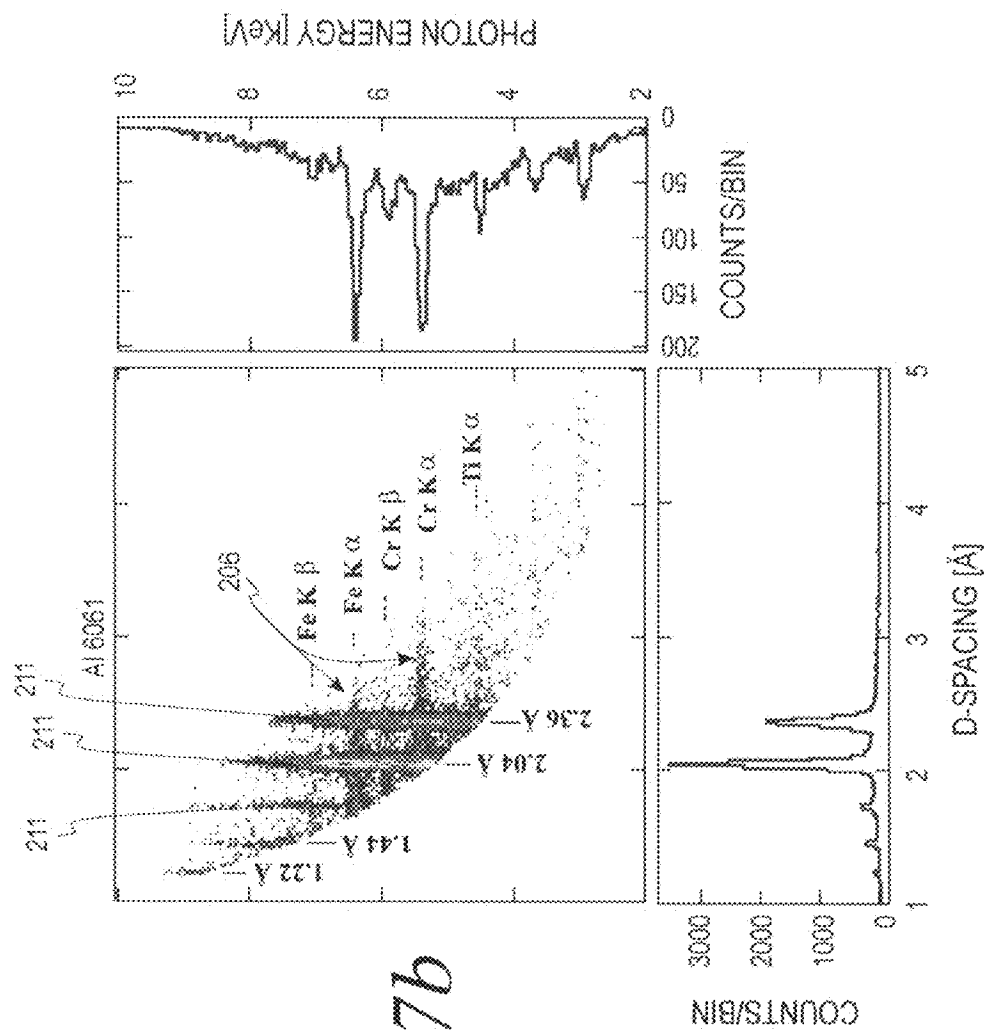 211
211
211
Al 6061
206
Fe K β
Fe K α
Cr K β
Cr K α
Ti K α
1.22 Å
1.44 Å
2.04 Å
2.36 Å
10
8
6
4
2
PHOTON ENERGY [KeV]
200
150
100
50
0
COUNTS/BIN
3000
2000
1000
0
COUNTS/BIN
1
2
3
4
5
D-SPACING [Å]
7b